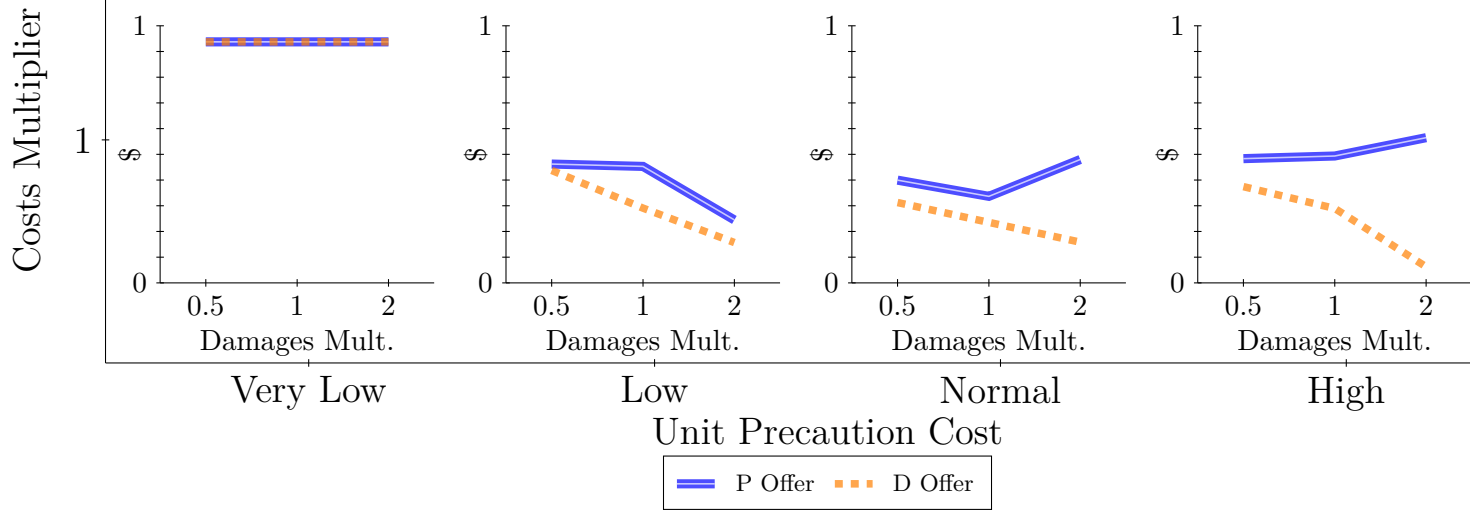 Costs Multiplier
1
1
$
0
0.5 1 2
Damages Mult.
1
$
0
0.5 1 2
Damages Mult.
1
$
0
0.5 1 2
Damages Mult.
1
$
0
0.5 1 2
Damages Mult.
Very Low Low Normal High
Unit Precaution Cost
P Offer D Offer